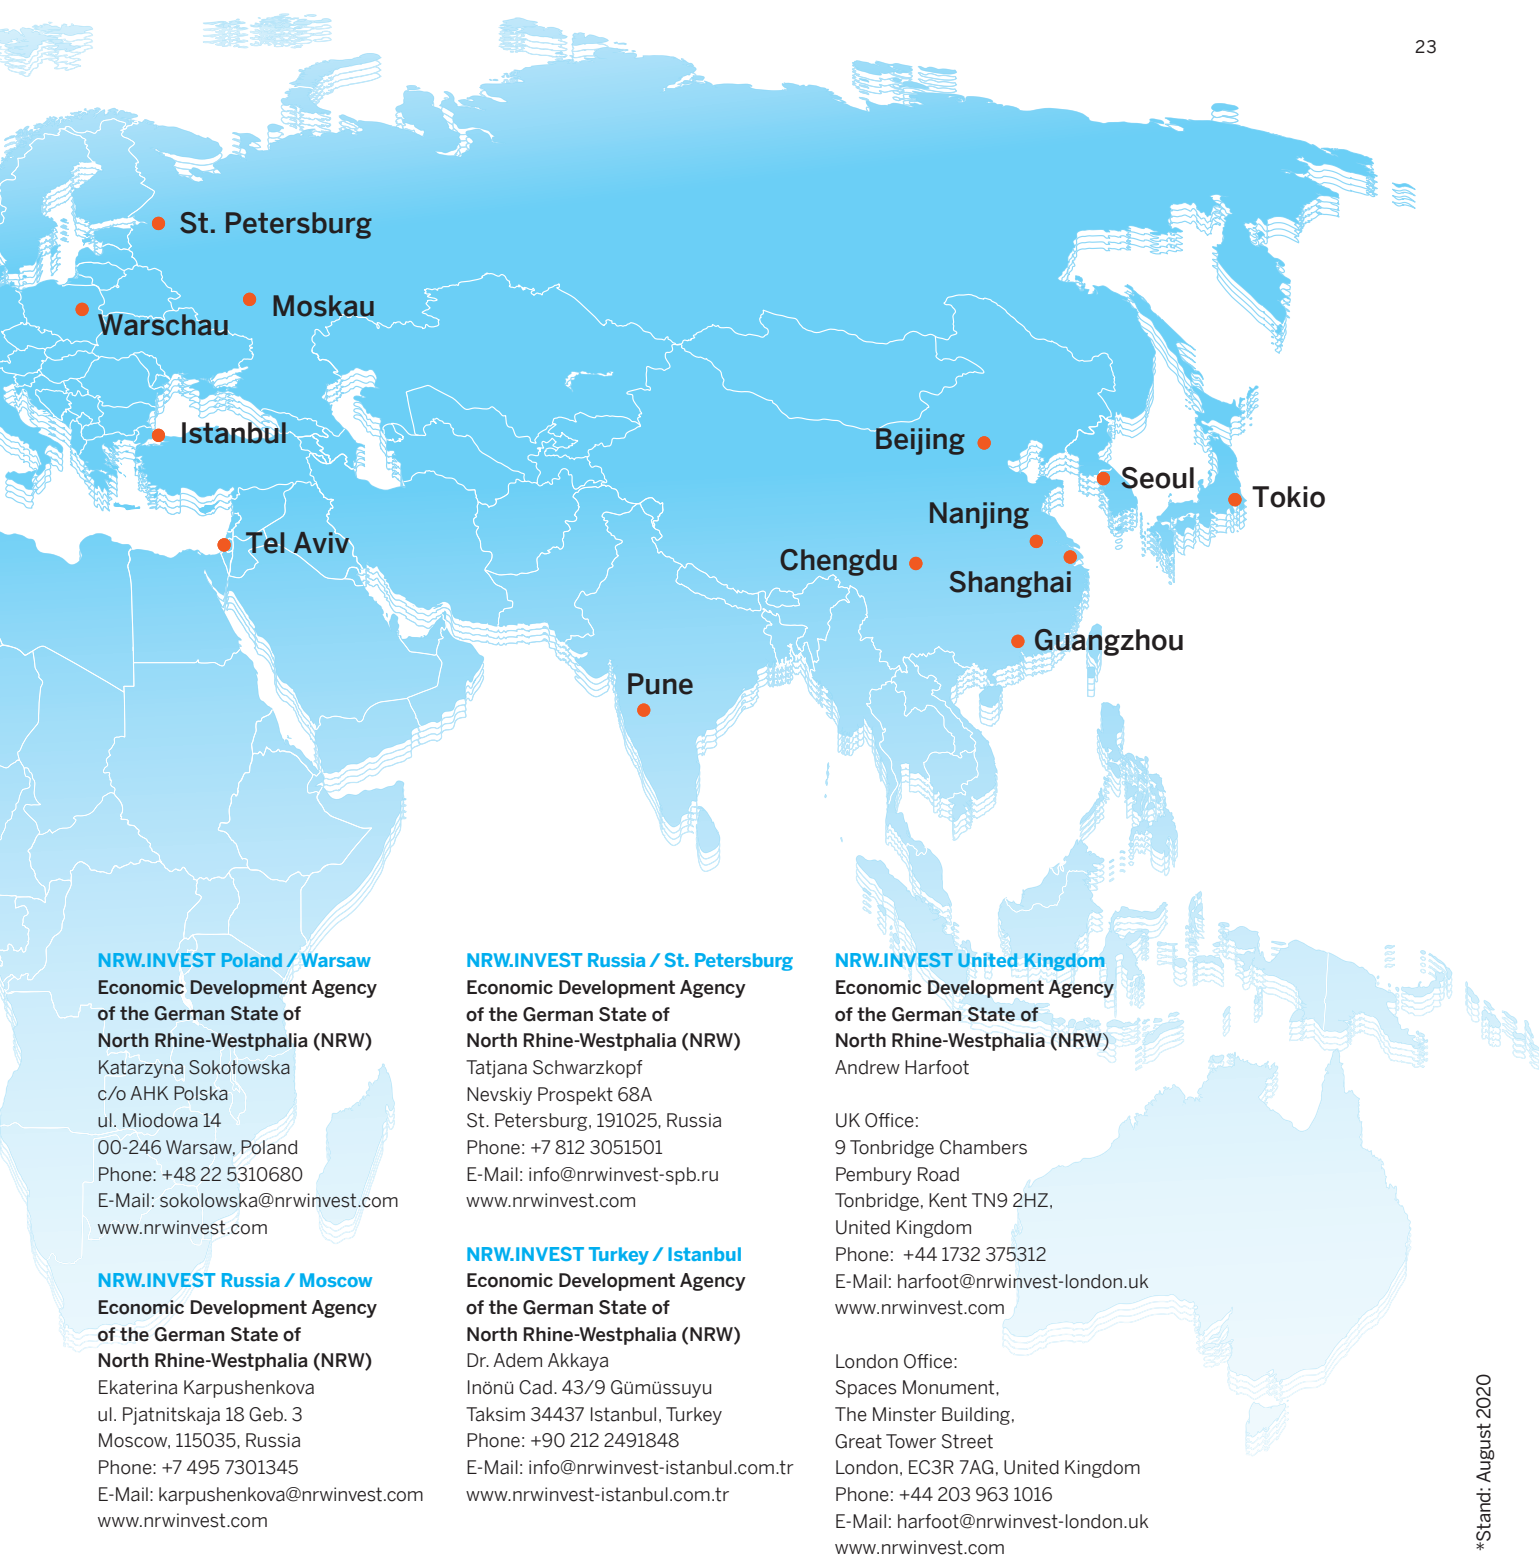 23
St. Petersburg
Moskau
Warschau
Istanbul
Beijing
Seoul
Tokio
Nanjing
Tel Aviv
Chengdu
Shanghai
Guangzhou
Pune
NRW.INVEST Poland / Warsaw
Economic Development Agency
of the German State of
North Rhine-Westphalia (NRW)
Katarzyna Sokołowska
c/o AHK Polska
ul. Miodowa 14
00-246 Warsaw, Poland
Phone: +48 22 5310680
E-Mail: sokolowska@nrwinvest.com
www.nrwinvest.com
NRW.INVEST Russia / Moscow
Economic Development Agency
of the German State of
North Rhine-Westphalia (NRW)
Ekaterina Karpushenkova
ul. Pjatnitskaja 18 Geb. 3
Moscow, 115035, Russia
Phone: +7 495 7301345
E-Mail: karpushenkova@nrwinvest.com
www.nrwinvest.com
NRW.INVEST Russia / St. Petersburg
Economic Development Agency
of the German State of
North Rhine-Westphalia (NRW)
Tatjana Schwarzkopf
Nevskiy Prospekt 68A
St. Petersburg, 191025, Russia
Phone: +7 812 3051501
E-Mail: info@nrwinvest-spb.ru
www.nrwinvest.com
NRW.INVEST Turkey / Istanbul
Economic Development Agency
of the German State of
North Rhine-Westphalia (NRW)
Dr. Adem Akkaya
Inönü Cad. 43/9 Gümüssuyu
Taksim 34437 Istanbul, Turkey
Phone: +90 212 2491848
E-Mail: info@nrwinvest-istanbul.com.tr
www.nrwinvest-istanbul.com.tr
NRW.INVEST United Kingdom
Economic Development Agency
of the German State of
North Rhine-Westphalia (NRW)
Andrew Harfoot
UK Office:
9 Tonbridge Chambers
Pembury Road
Tonbridge, Kent TN9 2HZ,
United Kingdom
Phone: +44 1732 375312
E-Mail: harfoot@nrwinvest-london.uk
www.nrwinvest.com
London Office:
Spaces Monument,
The Minster Building,
Great Tower Street
London, EC3R 7AG, United Kingdom
Phone: +44 203 963 1016
E-Mail: harfoot@nrwinvest-london.uk
www.nrwinvest.com
*Stand: August 2020